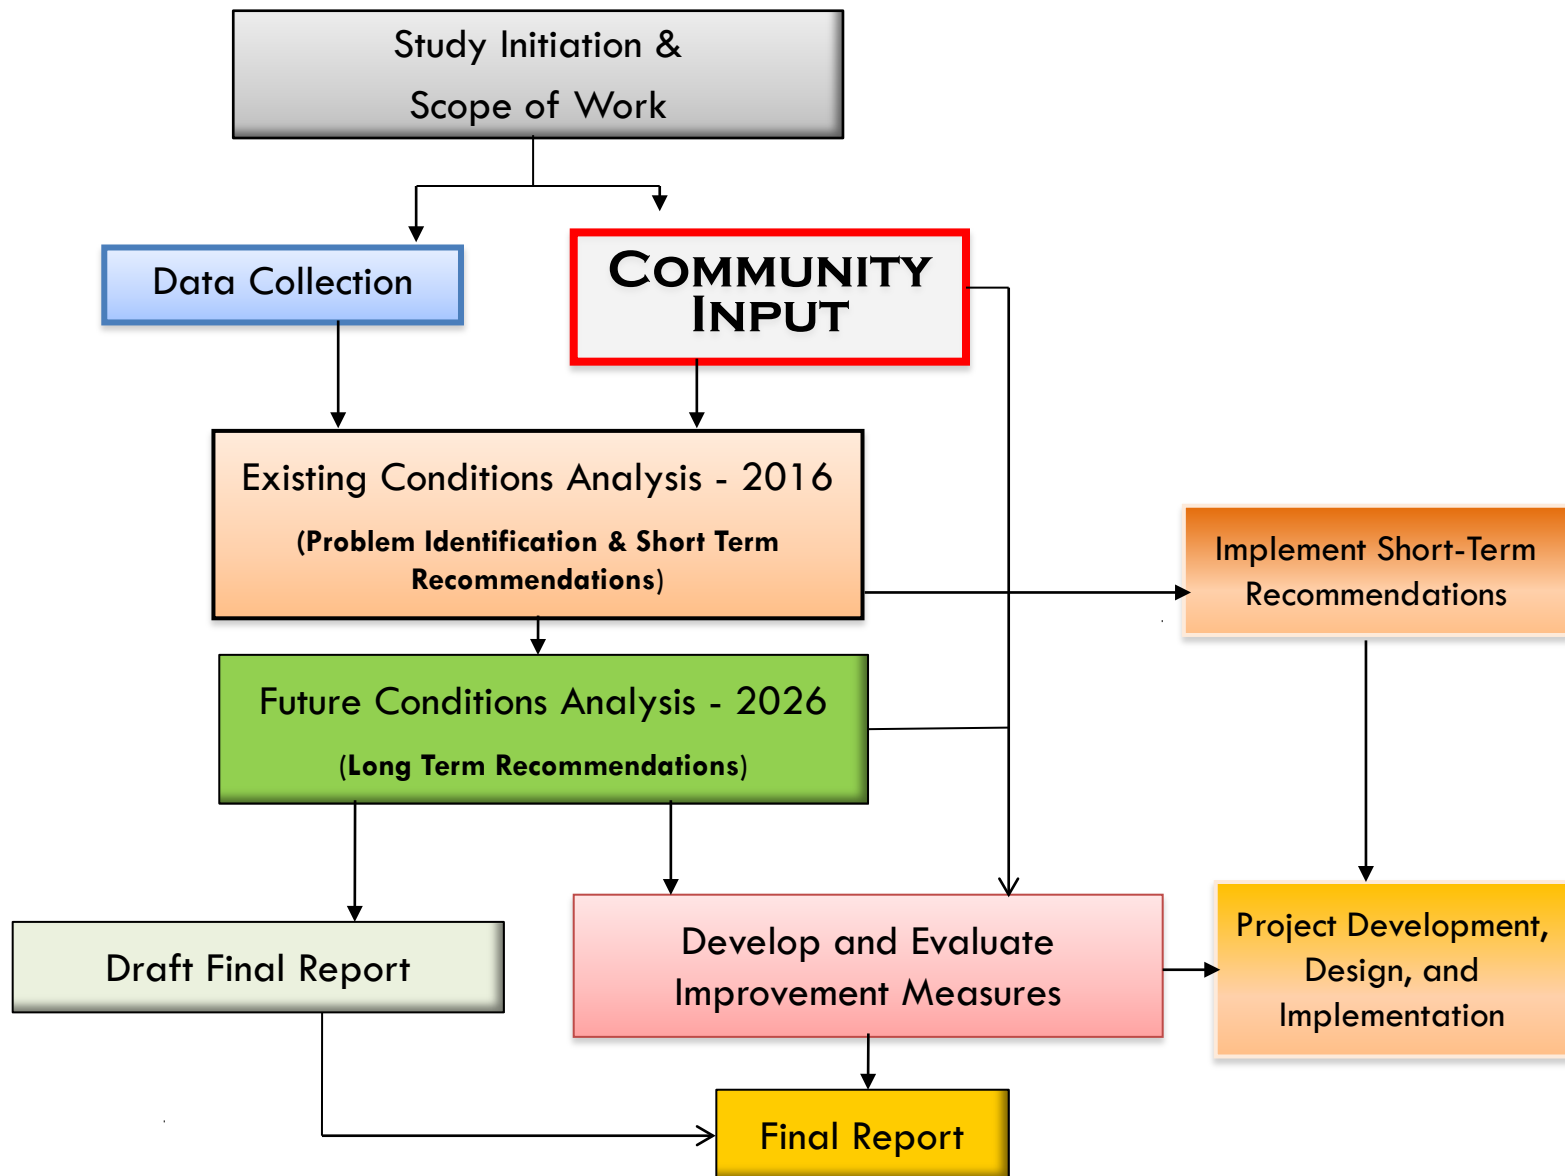 Study Initiation &
Scope of Work
Data Collection
COMMUNITY
INPUT
Existing Conditions Analysis - 2016
(Problem Identification & Short Term
Recommendations)
Implement Short-Term
Recommendations
Future Conditions Analysis - 2026
(Long Term Recommendations)
Draft Final Report
Develop and Evaluate
Improvement Measures
Project Development,
Design, and
Implementation
Final Report